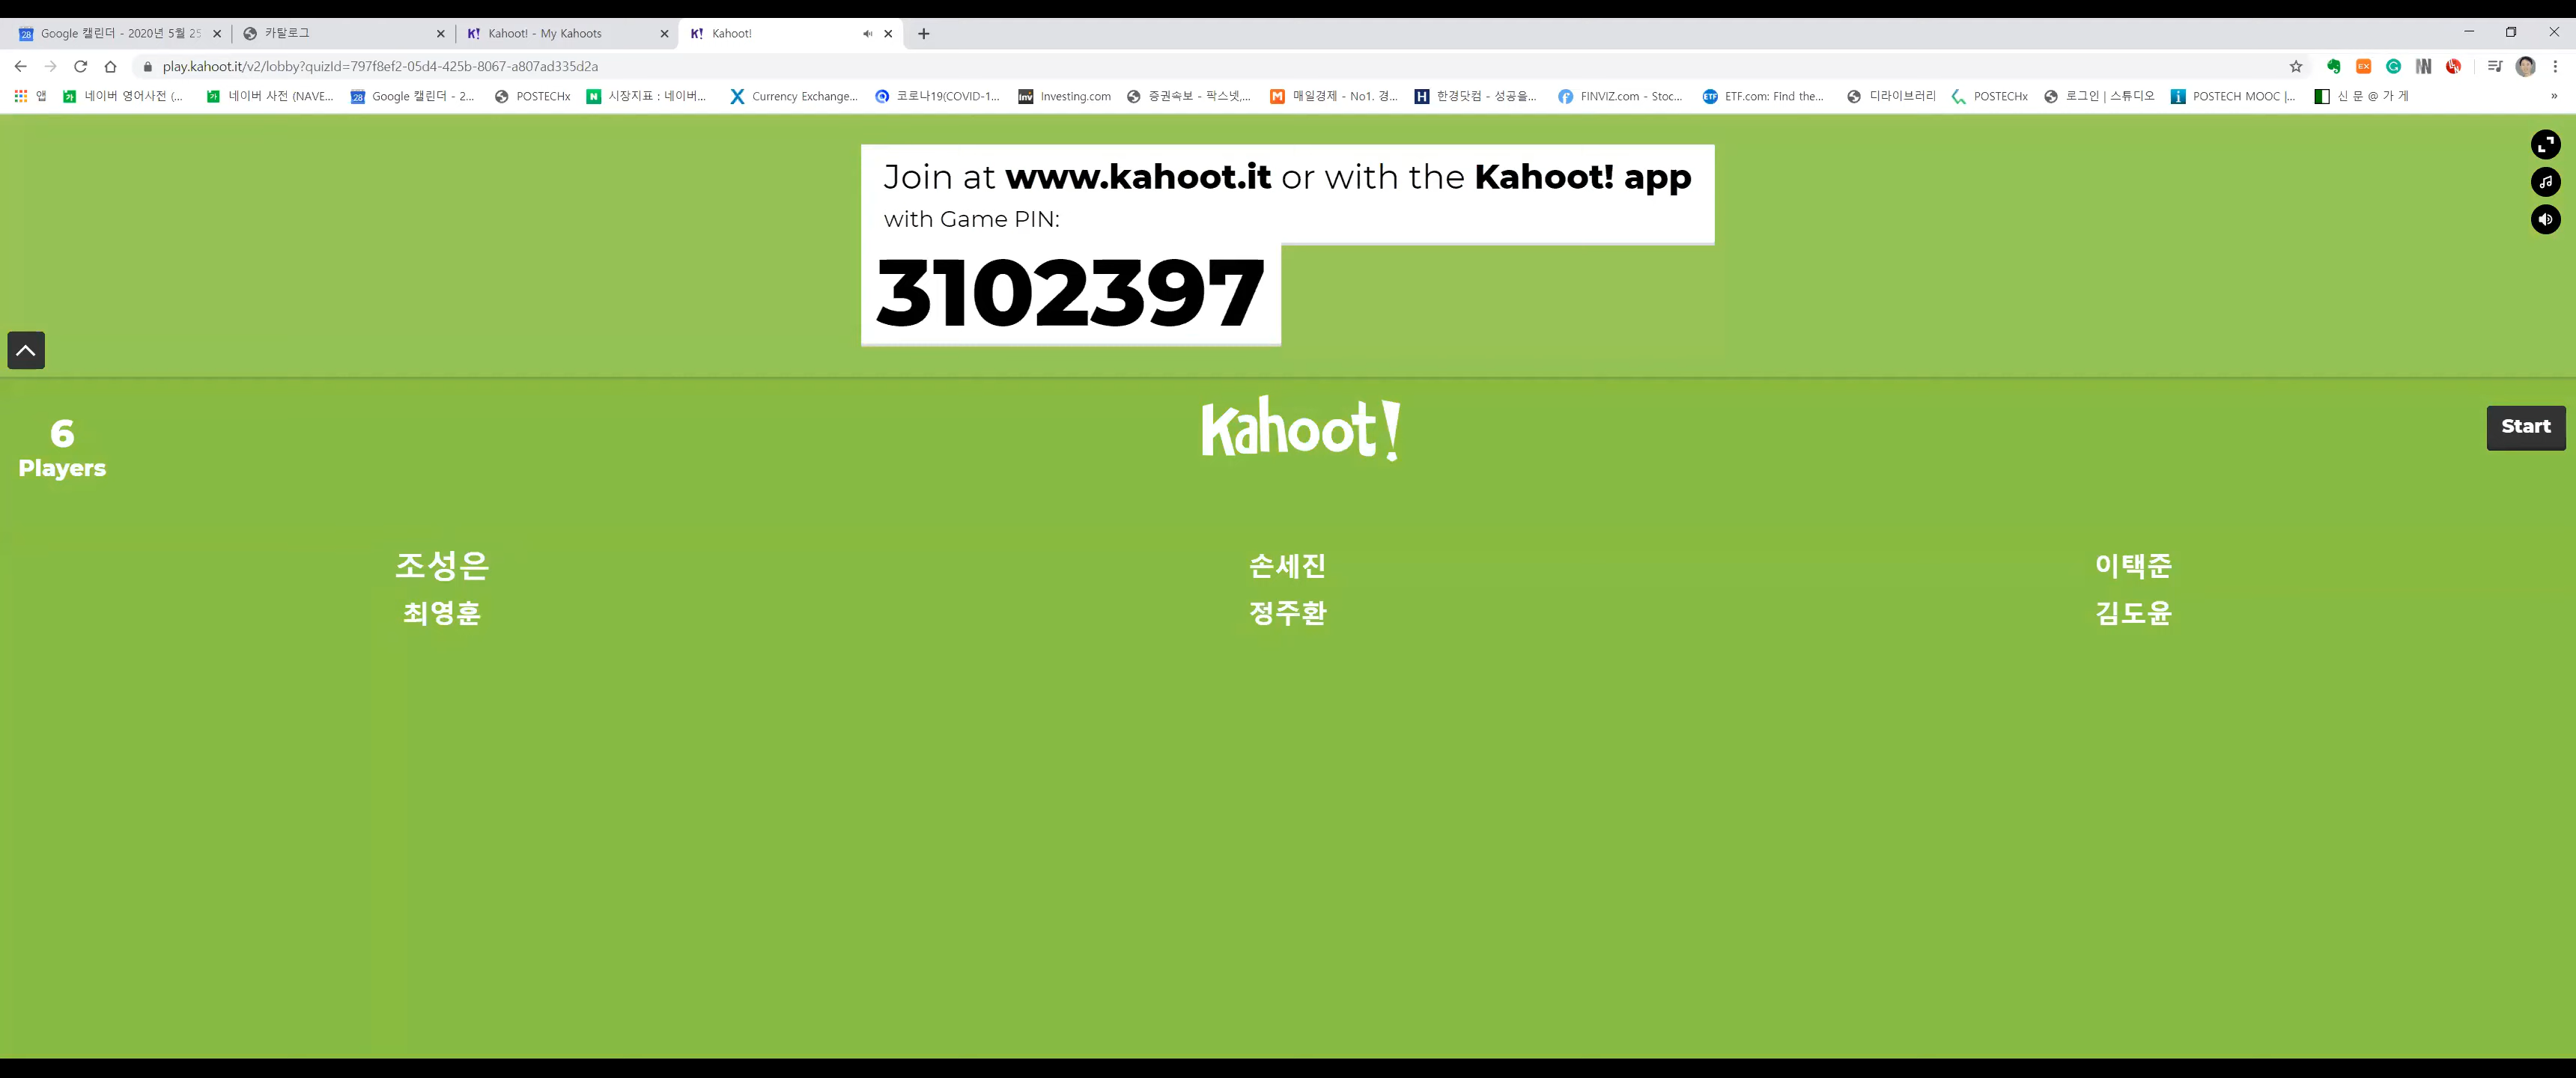 Google 캘린더 - 2020년 5월 25
카탈로그
Kahoot! - My Kahoots
Kahoot!
play.kahoot.it/v2/lobby?quizId=797f8ef2-05d4-425b-8067-a807ad335d2a
앱
네이버 영어사전 (...
네이버 사전 (NAVE...
Google 캘린더 - 2...
POSTECHx
시장지표 : 네이버...
Currency Exchange...
코로나19(COVID-1...
Investing.com
증권속보 - 팍스넷,...
매일경제 - No1. 경...
한경닷컴 - 성공을...
FINVIZ.com - Stoc...
ETF.com: Find the...
디라이브러리
POSTECHx
로그인 | 스튜디오
POSTECH MOOC |...
신 문 @ 가 게
Join at www.kahoot.it or with the Kahoot! app
with Game PIN:
3102397
6
Players
Kahoot!
Start
조성은 손세진 이택준
최영훈 정주환 김도윤